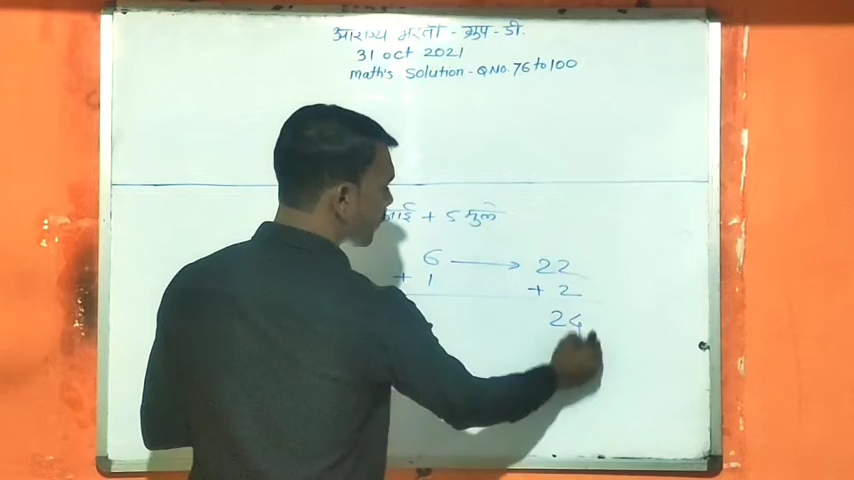 आरोग्य भरती - ग्रुप - डी.
31 oct 2021
math's Solution - Q.No. 76 to 100
आई + 5 मुले
6 → 22
+ 1 + 2
24